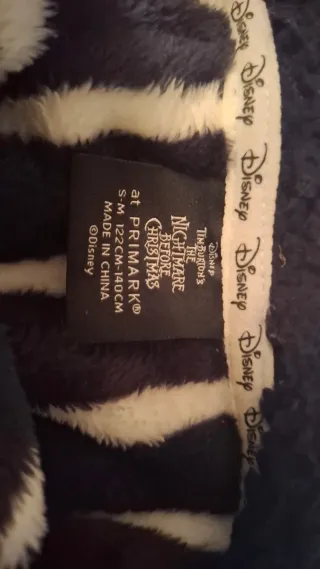 Disney
Disney
Disney
Disney
Disney
Disney
Disney
TIM BURTON'S
THE
NIGHTMARE
BEFORE
CHRISTMAS
at PRIMARK®
S-M 122CM-140CM
MADE IN CHINA
©Disney